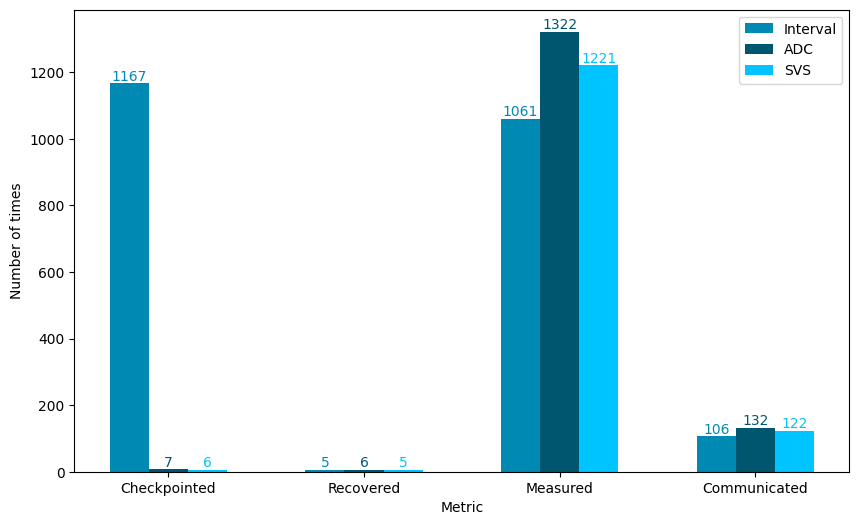 Number of times
1200
1000
800
600
400
200
0
1167
7
6
5
6
5
1061
1322
1221
106
132
122
Interval
ADC
SVS
Checkpointed
Recovered
Measured
Communicated
Metric